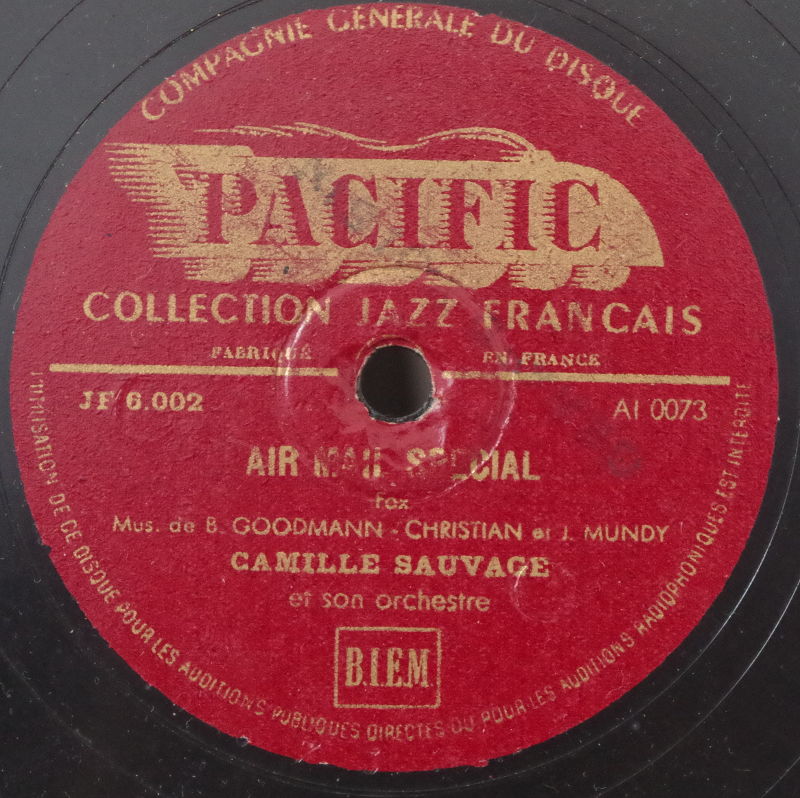 COMPAGNIE GÉNÉRALE DU DISQUE
PACIFIC
COLLECTION JAZZ FRANCAIS
FABRIQUÉ EN FRANCE
JF 6.002
AI 0073
AIR MAIL SPECIAL
fox
Mus. de B. GOODMANN - CHRISTIAN et J. MUNDY
CAMILLE SAUVAGE
et son orchestre
B.I.E.M
UTILISATION DE CE DISQUE POUR LES AUDITIONS PUBLIQUES DIRECTES OU POUR LES AUDITIONS RADIOPHONIQUES EST INTERDITE